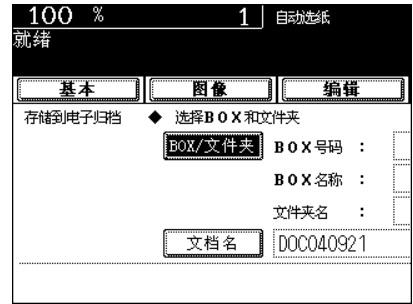 100 % 1 自动选纸
就绪
基本 图像 编辑
存储到电子归档 ◆ 选择BOX和文件夹
BOX/文件夹 BOX号码 :
BOX名称 :
文件夹名 :
文档名 DOC040921